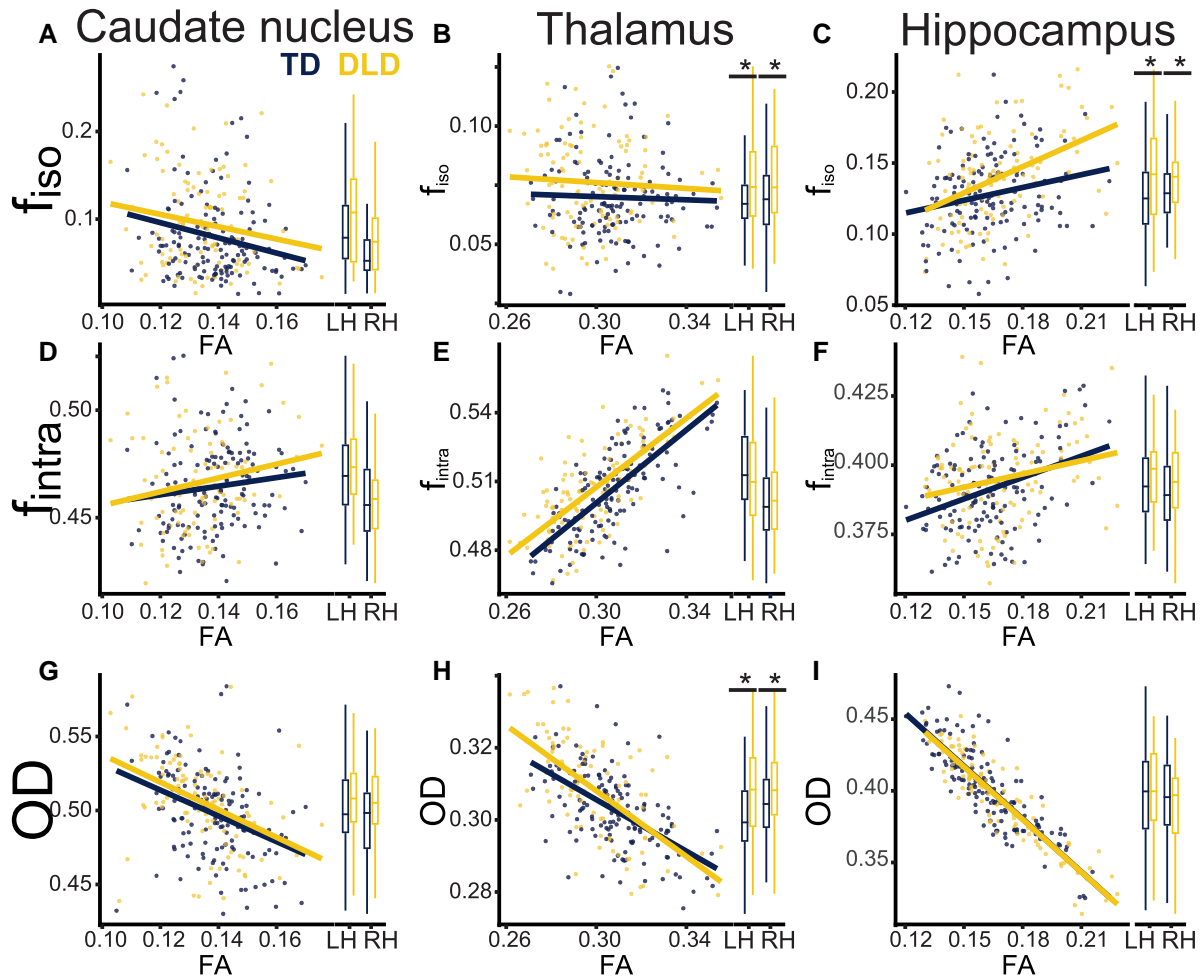 A Caudate nucleus B Thalamus C Hippocampus
TD DLD
* * * *
f_iso 0.2 0.1
0.10 0.12 0.14 0.16 LH RH
FA
f_iso 0.10 0.05
0.26 0.30 0.34 LH RH
FA
f_iso 0.20 0.15 0.10 0.05
0.12 0.15 0.18 0.21 LH RH
FA
D
f_intra 0.50 0.45
0.10 0.12 0.14 0.16 LH RH
FA
E
f_intra 0.54 0.51 0.48
0.26 0.30 0.34 LH RH
FA
F
f_intra 0.425 0.400 0.375
0.12 0.15 0.18 0.21 LH RH
FA
G
OD 0.55 0.50 0.45
0.10 0.12 0.14 0.16 LH RH
FA
H
* *
OD 0.32 0.30 0.28
0.26 0.30 0.34 LH RH
FA
I
OD 0.45 0.40 0.35
0.12 0.15 0.18 0.21 LH RH
FA